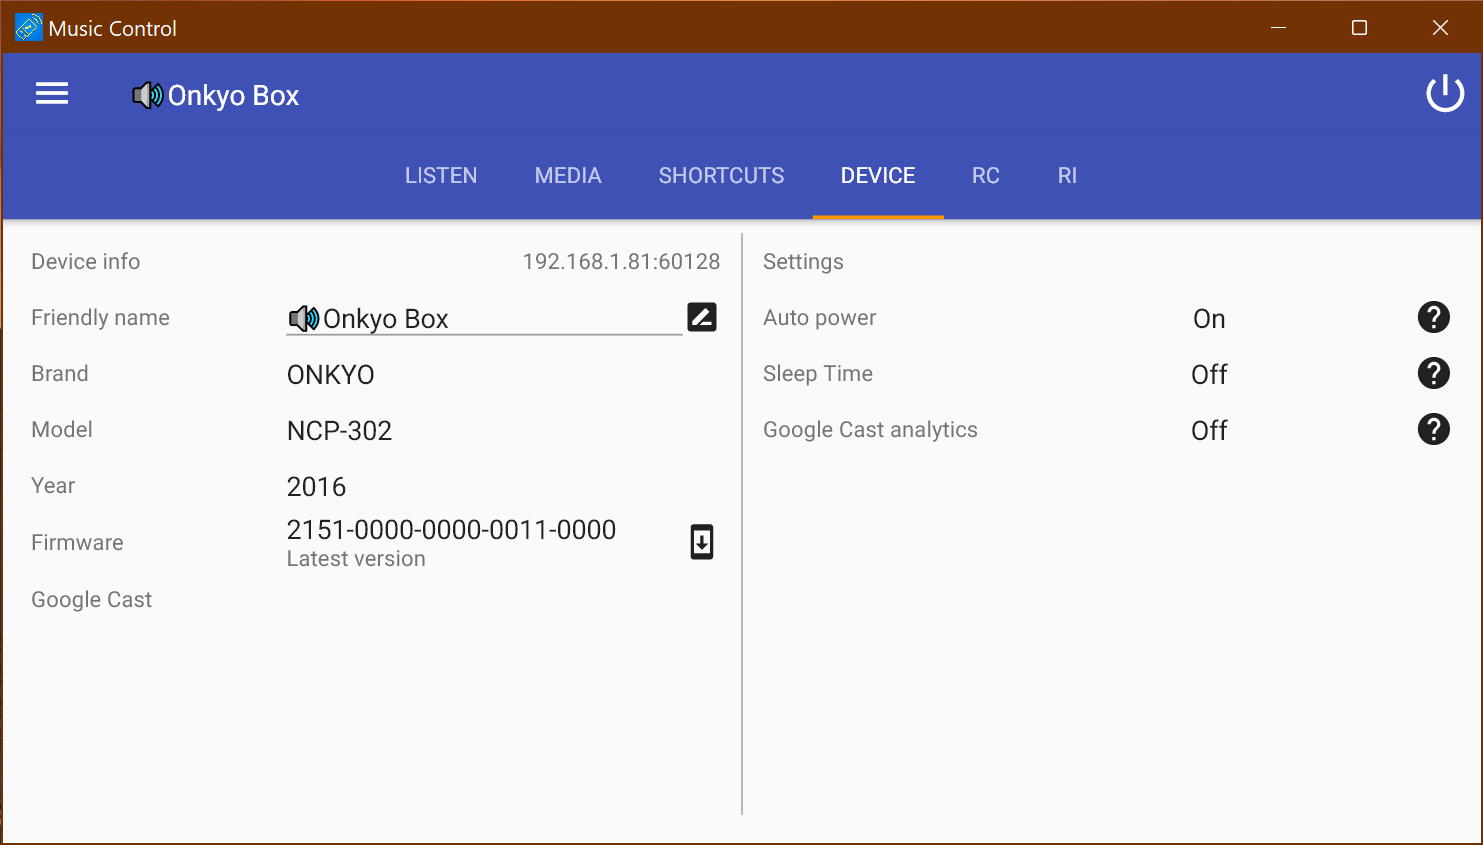 Music Control
Onkyo Box
LISTEN MEDIA SHORTCUTS DEVICE RC RI
Device info 192.168.1.81:60128
Friendly name Onkyo Box
Brand ONKYO
Model NCP-302
Year 2016
Firmware 2151-0000-0000-0011-0000
Latest version
Google Cast
Settings
Auto power On
Sleep Time Off
Google Cast analytics Off